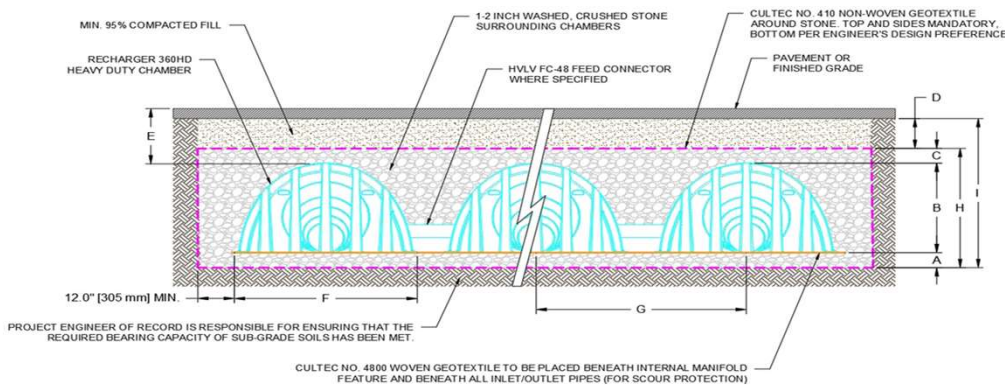 MIN. 95% COMPACTED FILL
1-2 INCH WASHED, CRUSHED STONE
SURROUNDING CHAMBERS
CULTEC NO. 410 NON-WOVEN GEOTEXTILE
AROUND STONE. TOP AND SIDES MANDATORY,
BOTTOM PER ENGINEER'S DESIGN PREFERENCE
RECHARGER 360HD
HEAVY DUTY CHAMBER
HVLV FC-48 FEED CONNECTOR
WHERE SPECIFIED
PAVEMENT OR
FINISHED GRADE
D
E
C
B
H
I
A
12.0" [305 mm] MIN.
F
G
PROJECT ENGINEER OF RECORD IS RESPONSIBLE FOR ENSURING THAT THE
REQUIRED BEARING CAPACITY OF SUB-GRADE SOILS HAS BEEN MET.
CULTEC NO. 4800 WOVEN GEOTEXTILE TO BE PLACED BENEATH INTERNAL MANIFOLD
FEATURE AND BENEATH ALL INLET/OUTLET PIPES (FOR SCOUR PROTECTION)